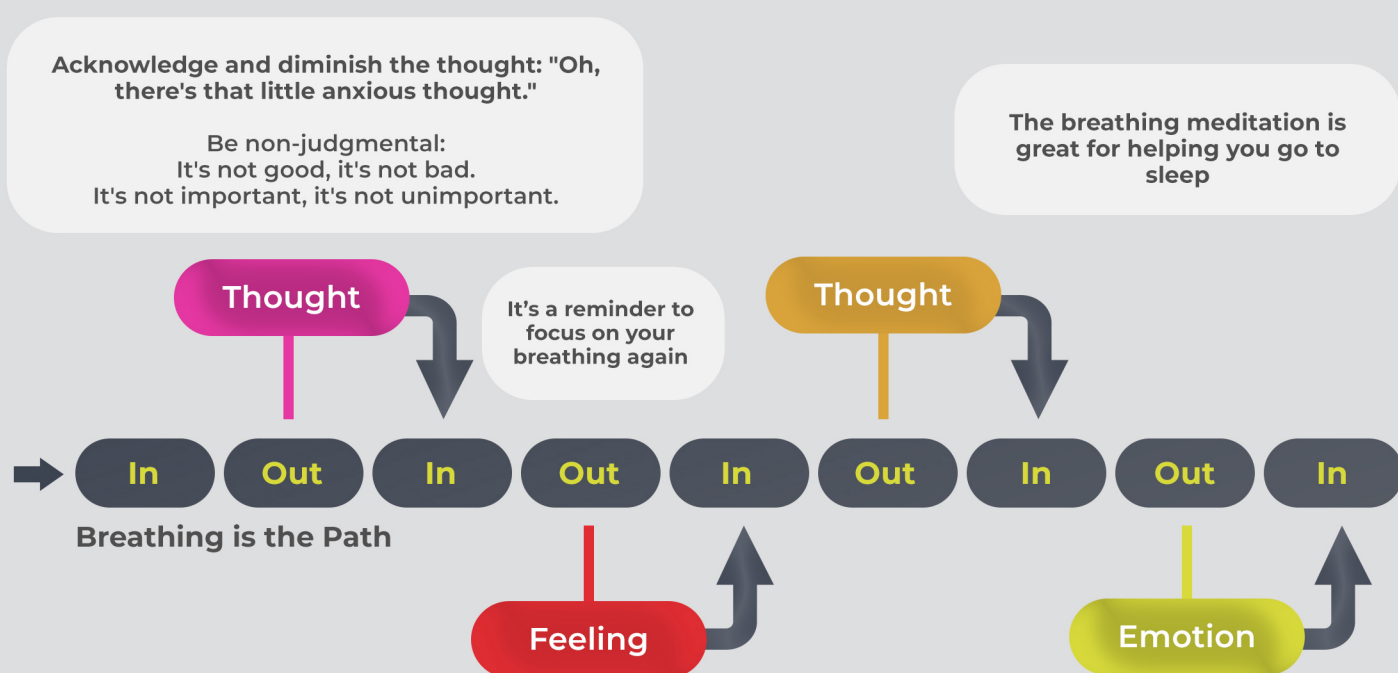 Acknowledge and diminish the thought: "Oh,
there's that little anxious thought."
Be non-judgmental:
It's not good, it's not bad.
It's not important, it's not unimportant.
The breathing meditation is
great for helping you go to
sleep
Thought
It’s a reminder to
focus on your
breathing again
Thought
In
Out
In
Out
In
Out
In
Out
In
Breathing is the Path
Feeling
Emotion